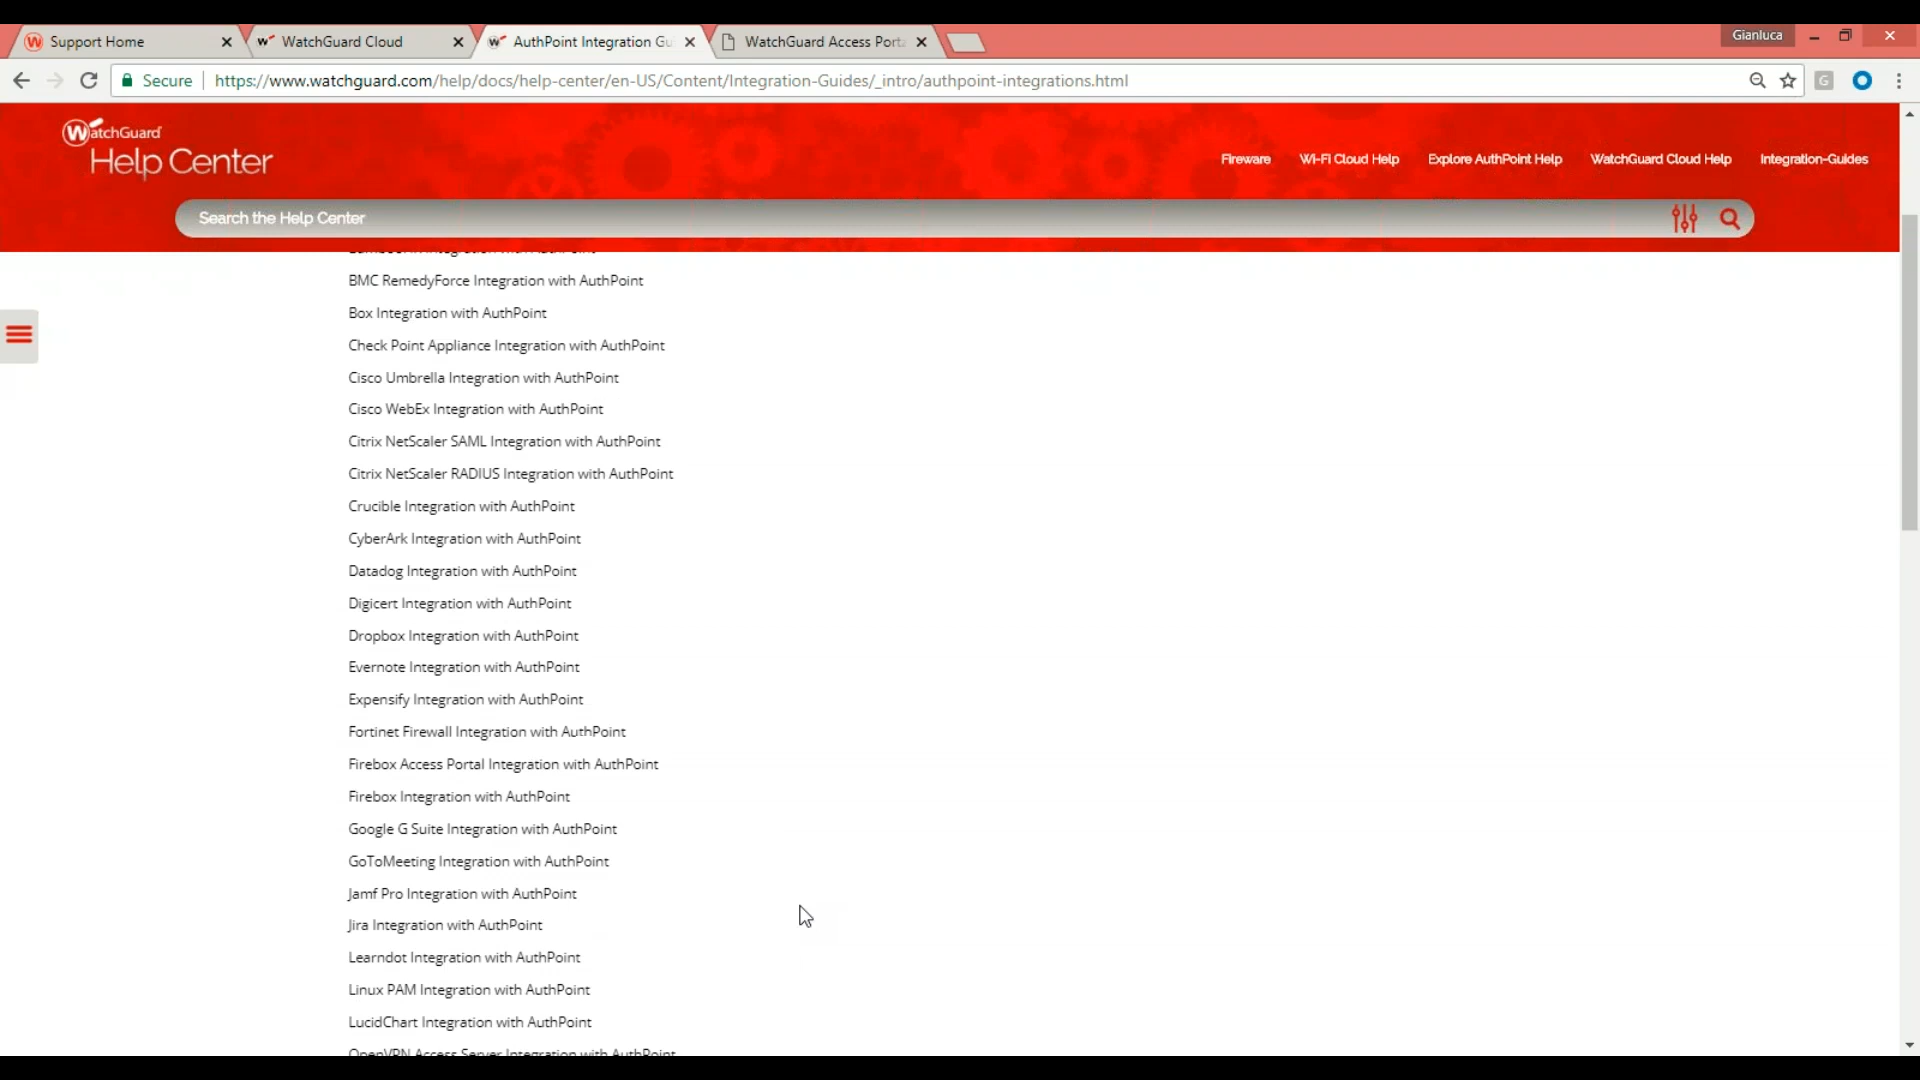 Support Home
WatchGuard Cloud
AuthPoint Integration Gu
WatchGuard Access Porta
Gianluca
Secure
https://www.watchguard.com/help/docs/help-center/en-US/Content/Integration-Guides/_intro/authpoint-integrations.html
WatchGuard
Help Center
Fireware
Wi-Fi Cloud Help
Explore AuthPoint Help
WatchGuard Cloud Help
Integration-Guides
Search the Help Center
BMC RemedyForce Integration with AuthPoint
Box Integration with AuthPoint
Check Point Appliance Integration with AuthPoint
Cisco Umbrella Integration with AuthPoint
Cisco WebEx Integration with AuthPoint
Citrix NetScaler SAML Integration with AuthPoint
Citrix NetScaler RADIUS Integration with AuthPoint
Crucible Integration with AuthPoint
CyberArk Integration with AuthPoint
Datadog Integration with AuthPoint
Digicert Integration with AuthPoint
Dropbox Integration with AuthPoint
Evernote Integration with AuthPoint
Expensify Integration with AuthPoint
Fortinet Firewall Integration with AuthPoint
Firebox Access Portal Integration with AuthPoint
Firebox Integration with AuthPoint
Google G Suite Integration with AuthPoint
GoToMeeting Integration with AuthPoint
Jamf Pro Integration with AuthPoint
Jira Integration with AuthPoint
Learndot Integration with AuthPoint
Linux PAM Integration with AuthPoint
LucidChart Integration with AuthPoint
OpenVPN Access Server Integration with AuthPoint